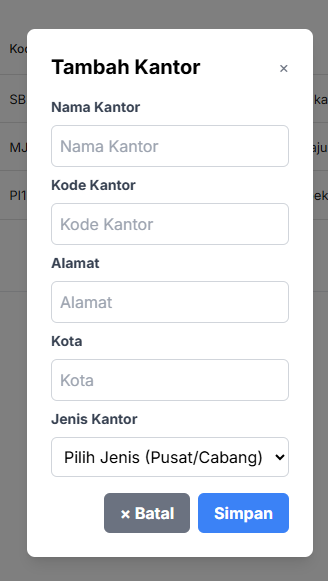 Tambah Kantor ×
Nama Kantor
Nama Kantor
Kode Kantor
Kode Kantor
Alamat
Alamat
Kota
Kota
Jenis Kantor
Pilih Jenis (Pusat/Cabang)
× Batal Simpan